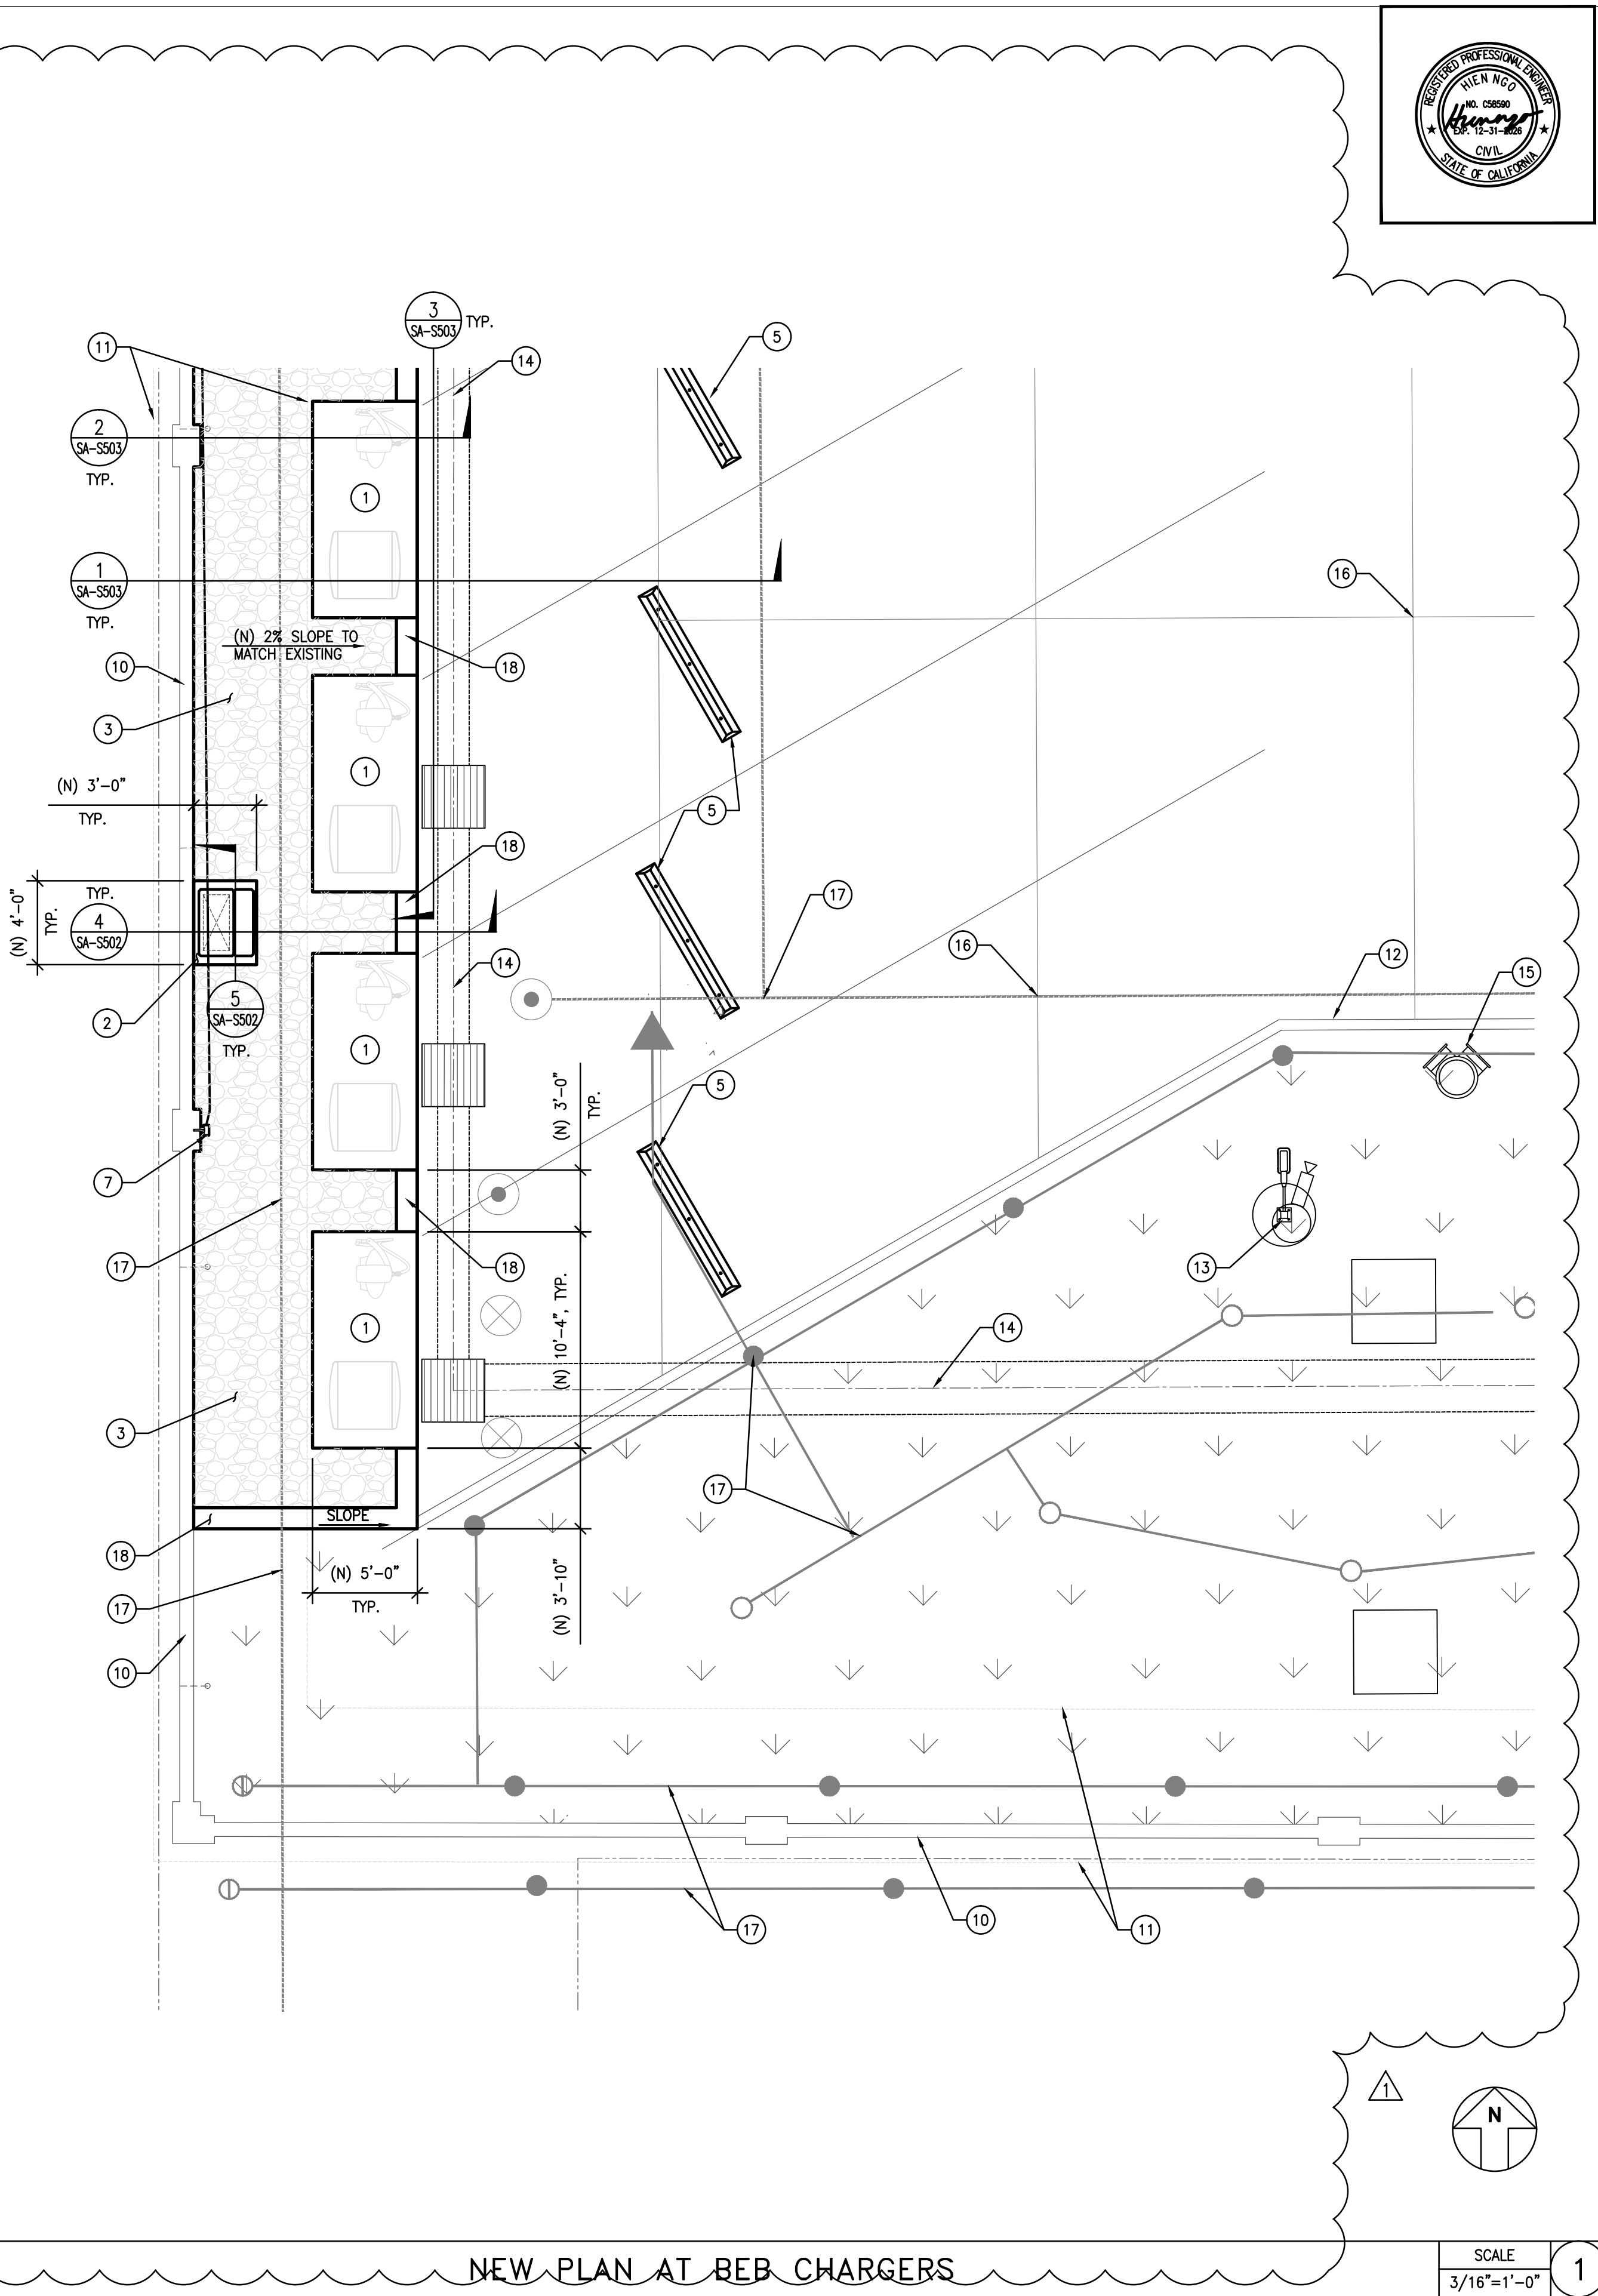 REGISTERED PROFESSIONAL ENGINEER
HIEN NGO
NO. C58590
EXP. 12-31-2026
CIVIL
STATE OF CALIFORNIA
3
SA-S503
TYP.
11
14
5
2
SA-S503
TYP.
1
1
SA-S503
TYP.
16
(N) 2% SLOPE TO
MATCH EXISTING
10
18
3
1
(N) 3'-0"
TYP.
5
18
17
(N) 4'-0"
TYP.
TYP.
4
SA-S502
16
12
14
15
2
5
SA-S502
TYP.
1
5
(N) 3'-0"
TYP.
7
17
18
13
(N) 10'-4", TYP.
1
14
3
17
SLOPE
18
(N) 5'-0"
TYP.
(N) 3'-10"
17
10
17
10
11
1
N
NEW PLAN AT BEB CHARGERS
SCALE
3/16"=1'-0"
1